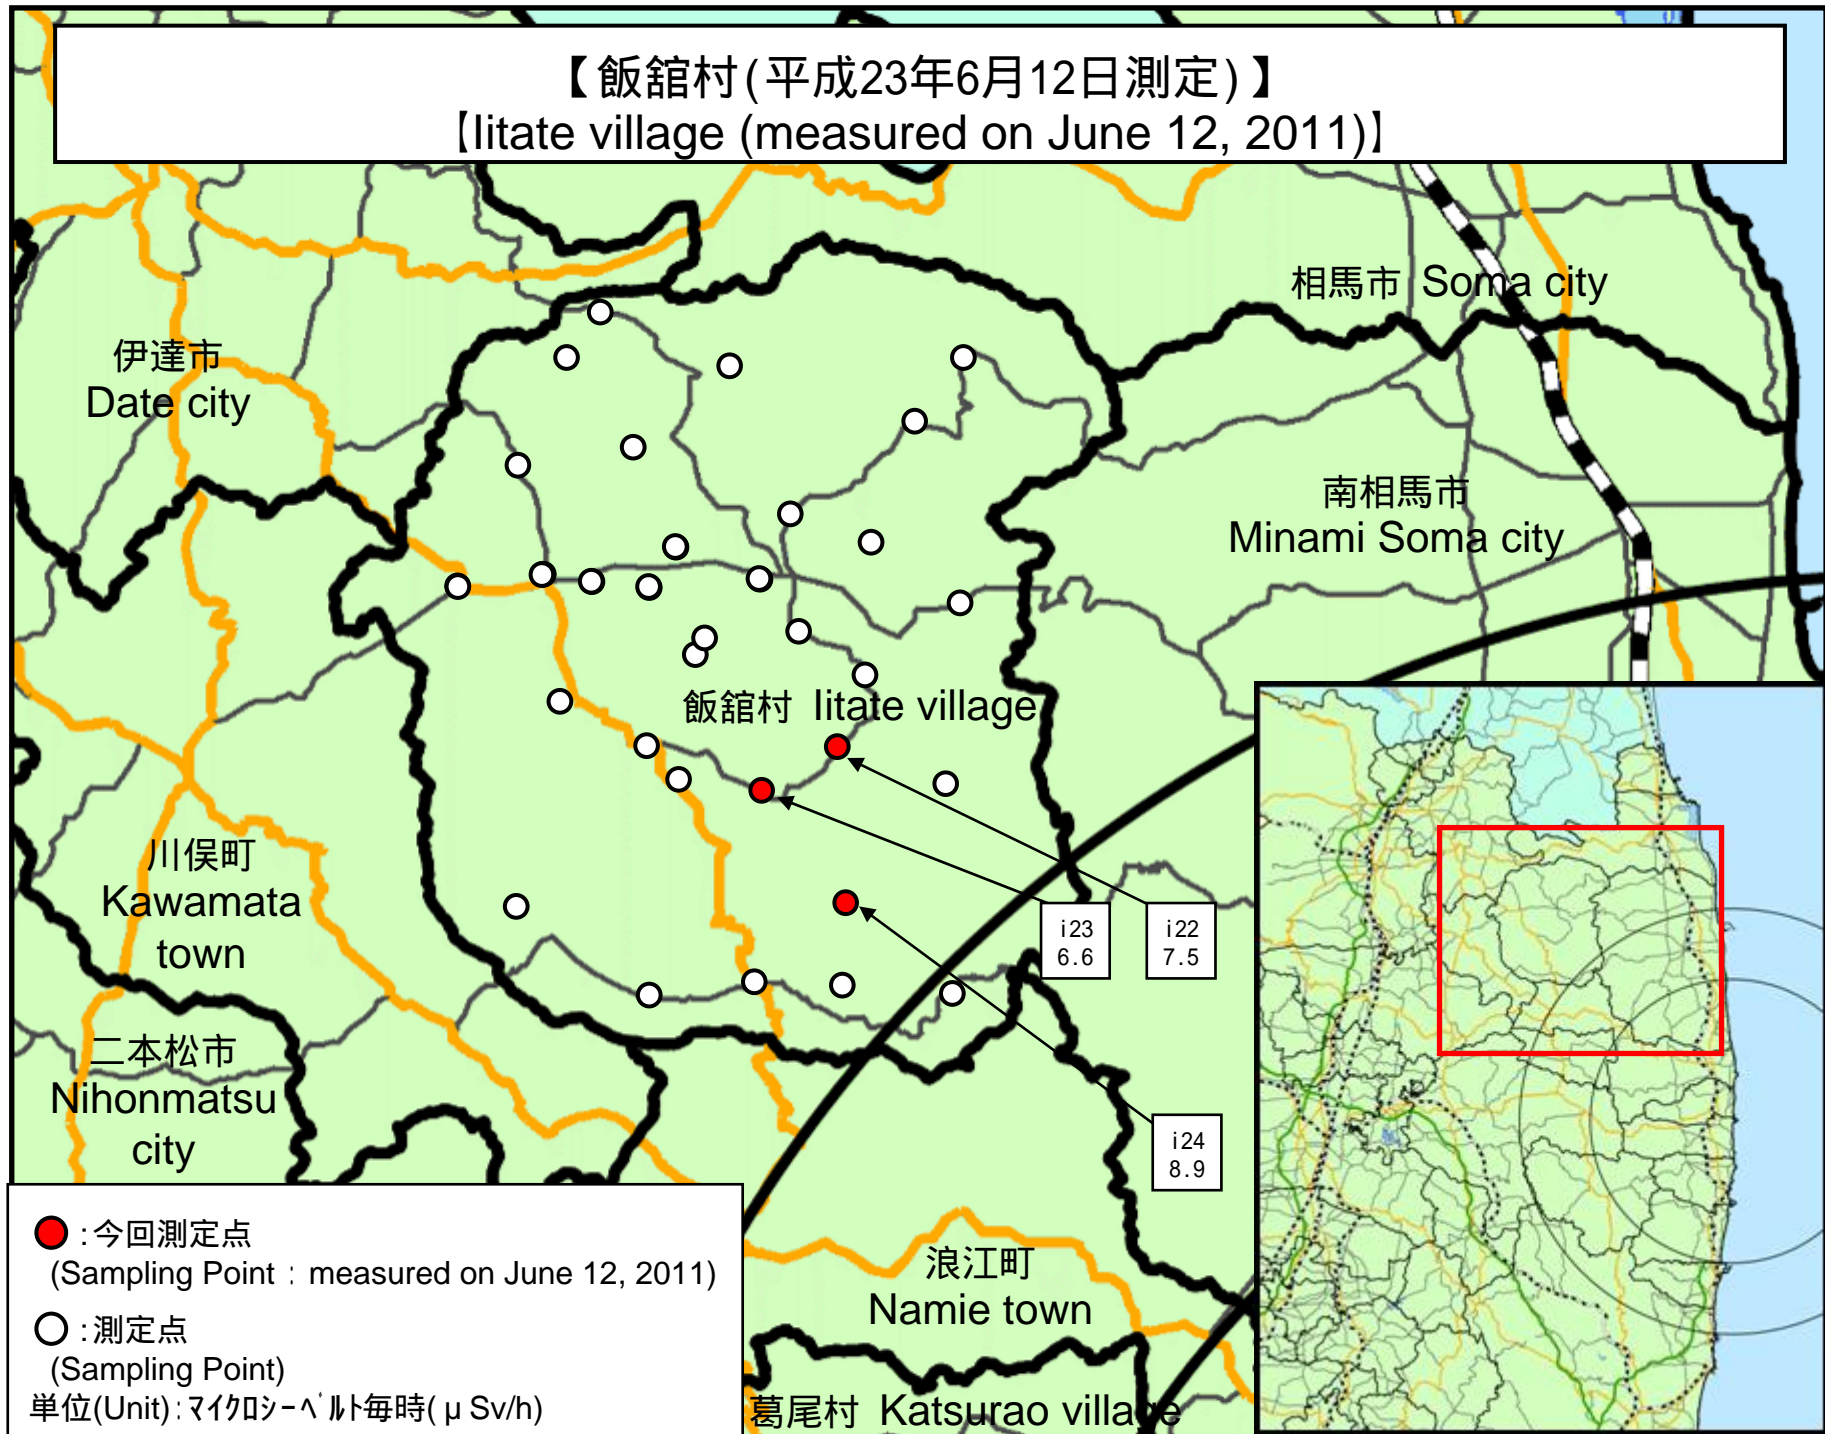 【飯舘村(平成23年6月12日測定)】
【Iitate village (measured on June 12, 2011)】
相馬市 Soma city
伊達市
Date city
南相馬市
Minami Soma city
飯舘村 Iitate village
川俣町
Kawamata
town
i23
6.6
i22
7.5
二本松市
Nihonmatsu
city
i24
8.9
浪江町
Namie town
葛尾村 Katsurao village
:今回測定点
(Sampling Point : measured on June 12, 2011)
:測定点
(Sampling Point)
単位(Unit):マイクロシーベルト毎時(μSv/h)